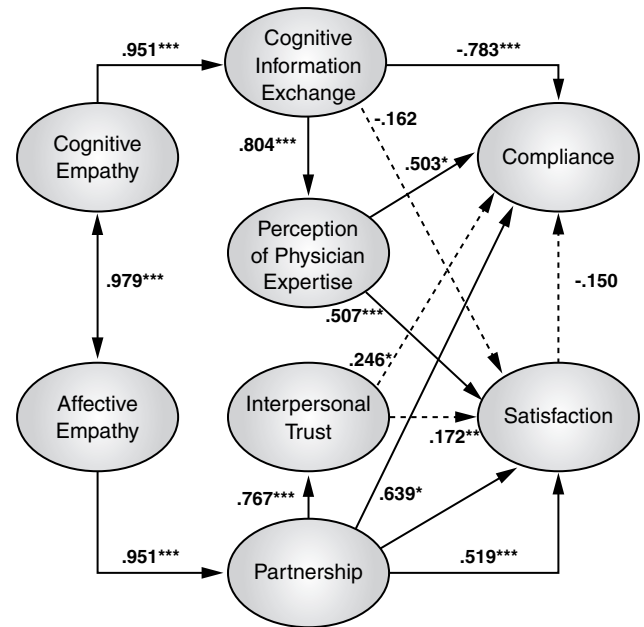 .951***
Cognitive
Information
Exchange
-.783***
-.162
Cognitive
Empathy
.804***
.503*
Compliance
Perception
of Physician
Expertise
.979***
.507***
-.150
.246*
Affective
Empathy
Interpersonal
Trust
Satisfaction
.172**
.767***
.639*
.951***
Partnership
.519***